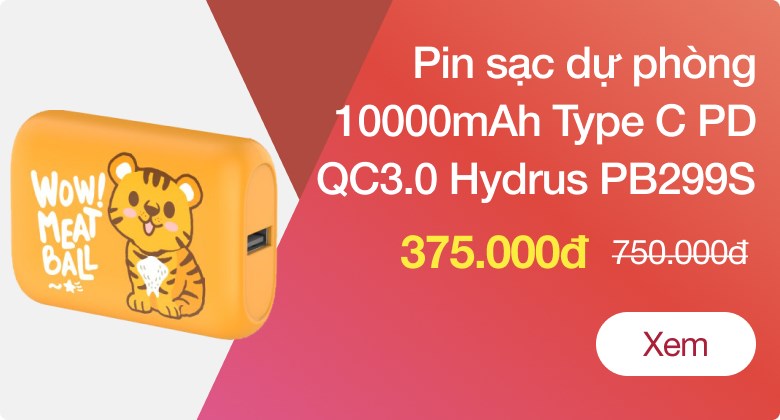 Pin sạc dự phòng
10000mAh Type C PD
QC3.0 Hydrus PB299S
375.000đ 750.000đ
Xem
WOW!
MEAT
BALL